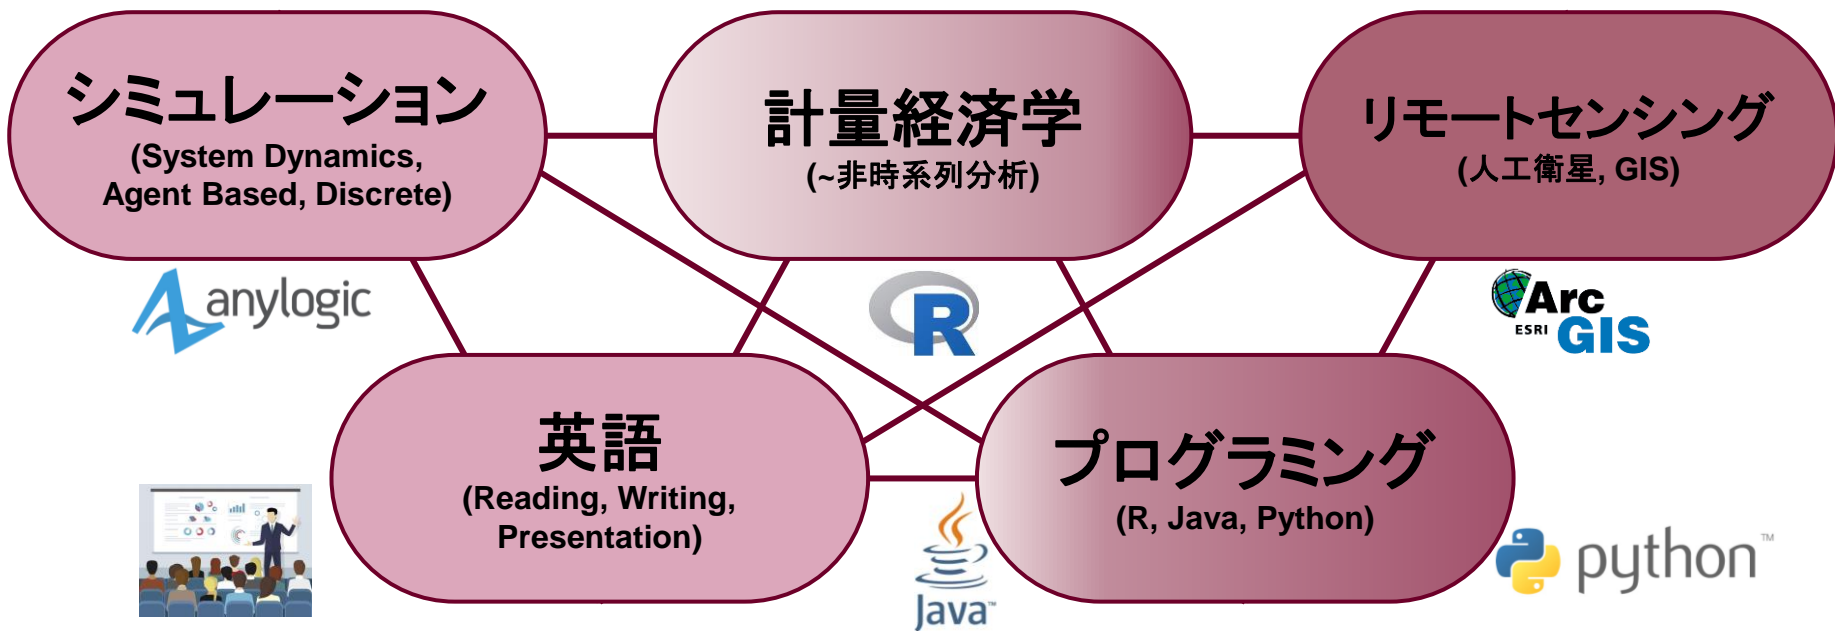 シミュレーション
(System Dynamics,
Agent Based, Discrete)
計量経済学
(~非時系列分析)
リモートセンシング
(人工衛星, GIS)
anylogic
R
Arc
ESRI
GIS
英語
(Reading, Writing,
Presentation)
プログラミング
(R, Java, Python)
Java™
python™